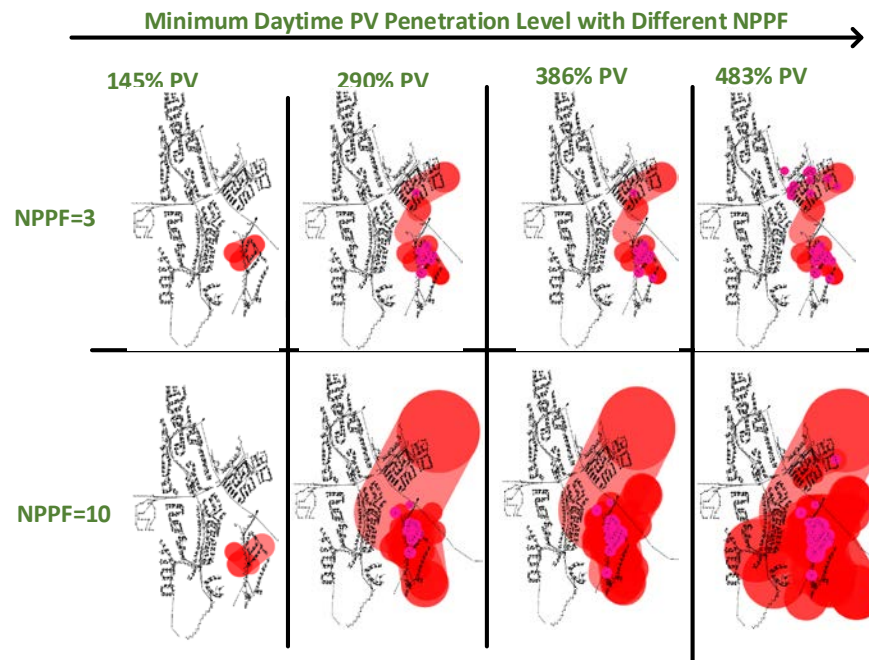 Minimum Daytime PV Penetration Level with Different NPPF
145% PV
290% PV
386% PV
483% PV
NPPF=3
NPPF=10